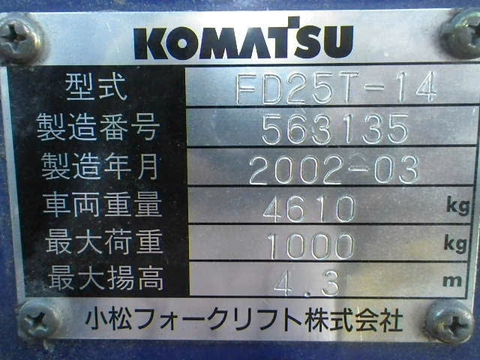 KOMATSU
型式 FD25T-14
製造番号 563135
製造年月 2002-03
車両重量 4610 kg
最大荷重 1000 kg
最大揚高 4.3 m
小松フォークリフト株式会社